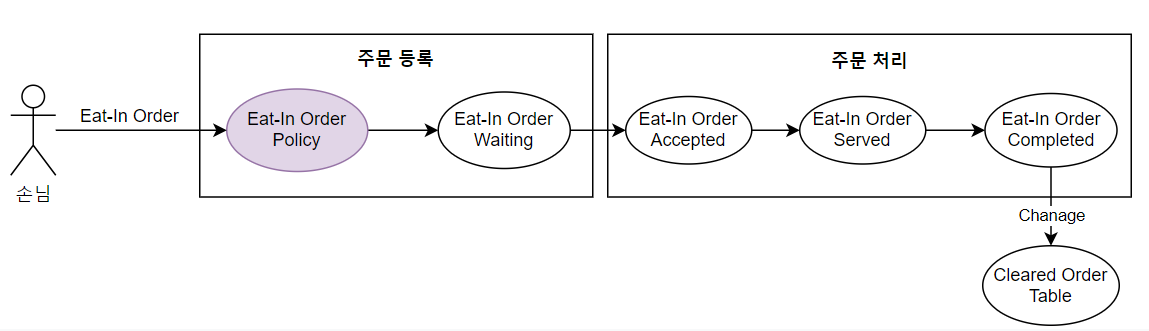 주문 등록
주문 처리
Eat-In Order
Eat-In Order
Policy
Eat-In Order
Waiting
Eat-In Order
Accepted
Eat-In Order
Served
Eat-In Order
Completed
손님
Chanage
Cleared Order
Table